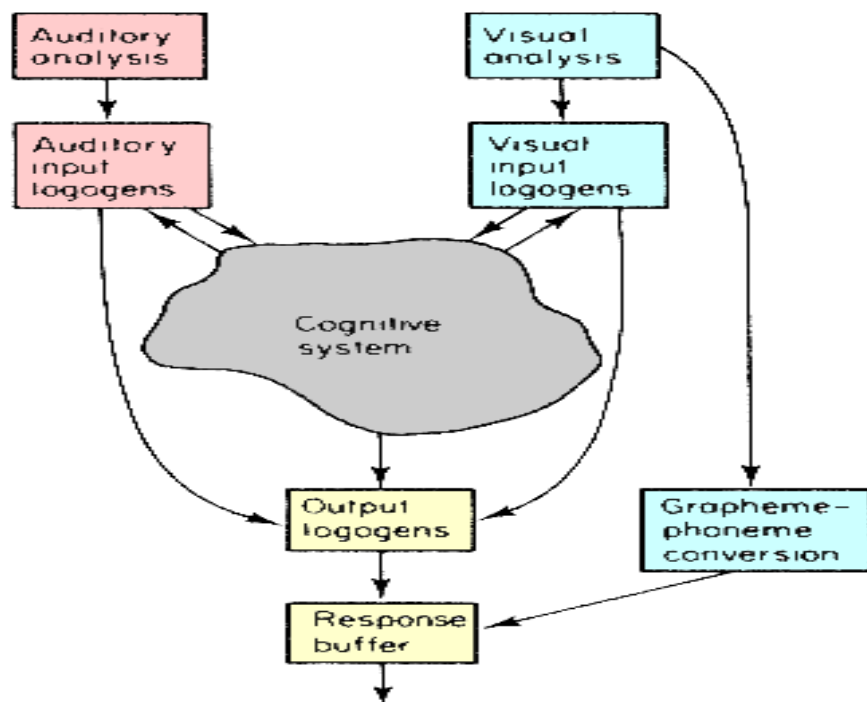 Auditory
analysis
Visual
analysis
Auditory
input
logogens
Visual
input
logogens
Cognitive
system
Output
logogens
Grapheme-
phoneme
conversion
Response
buffer